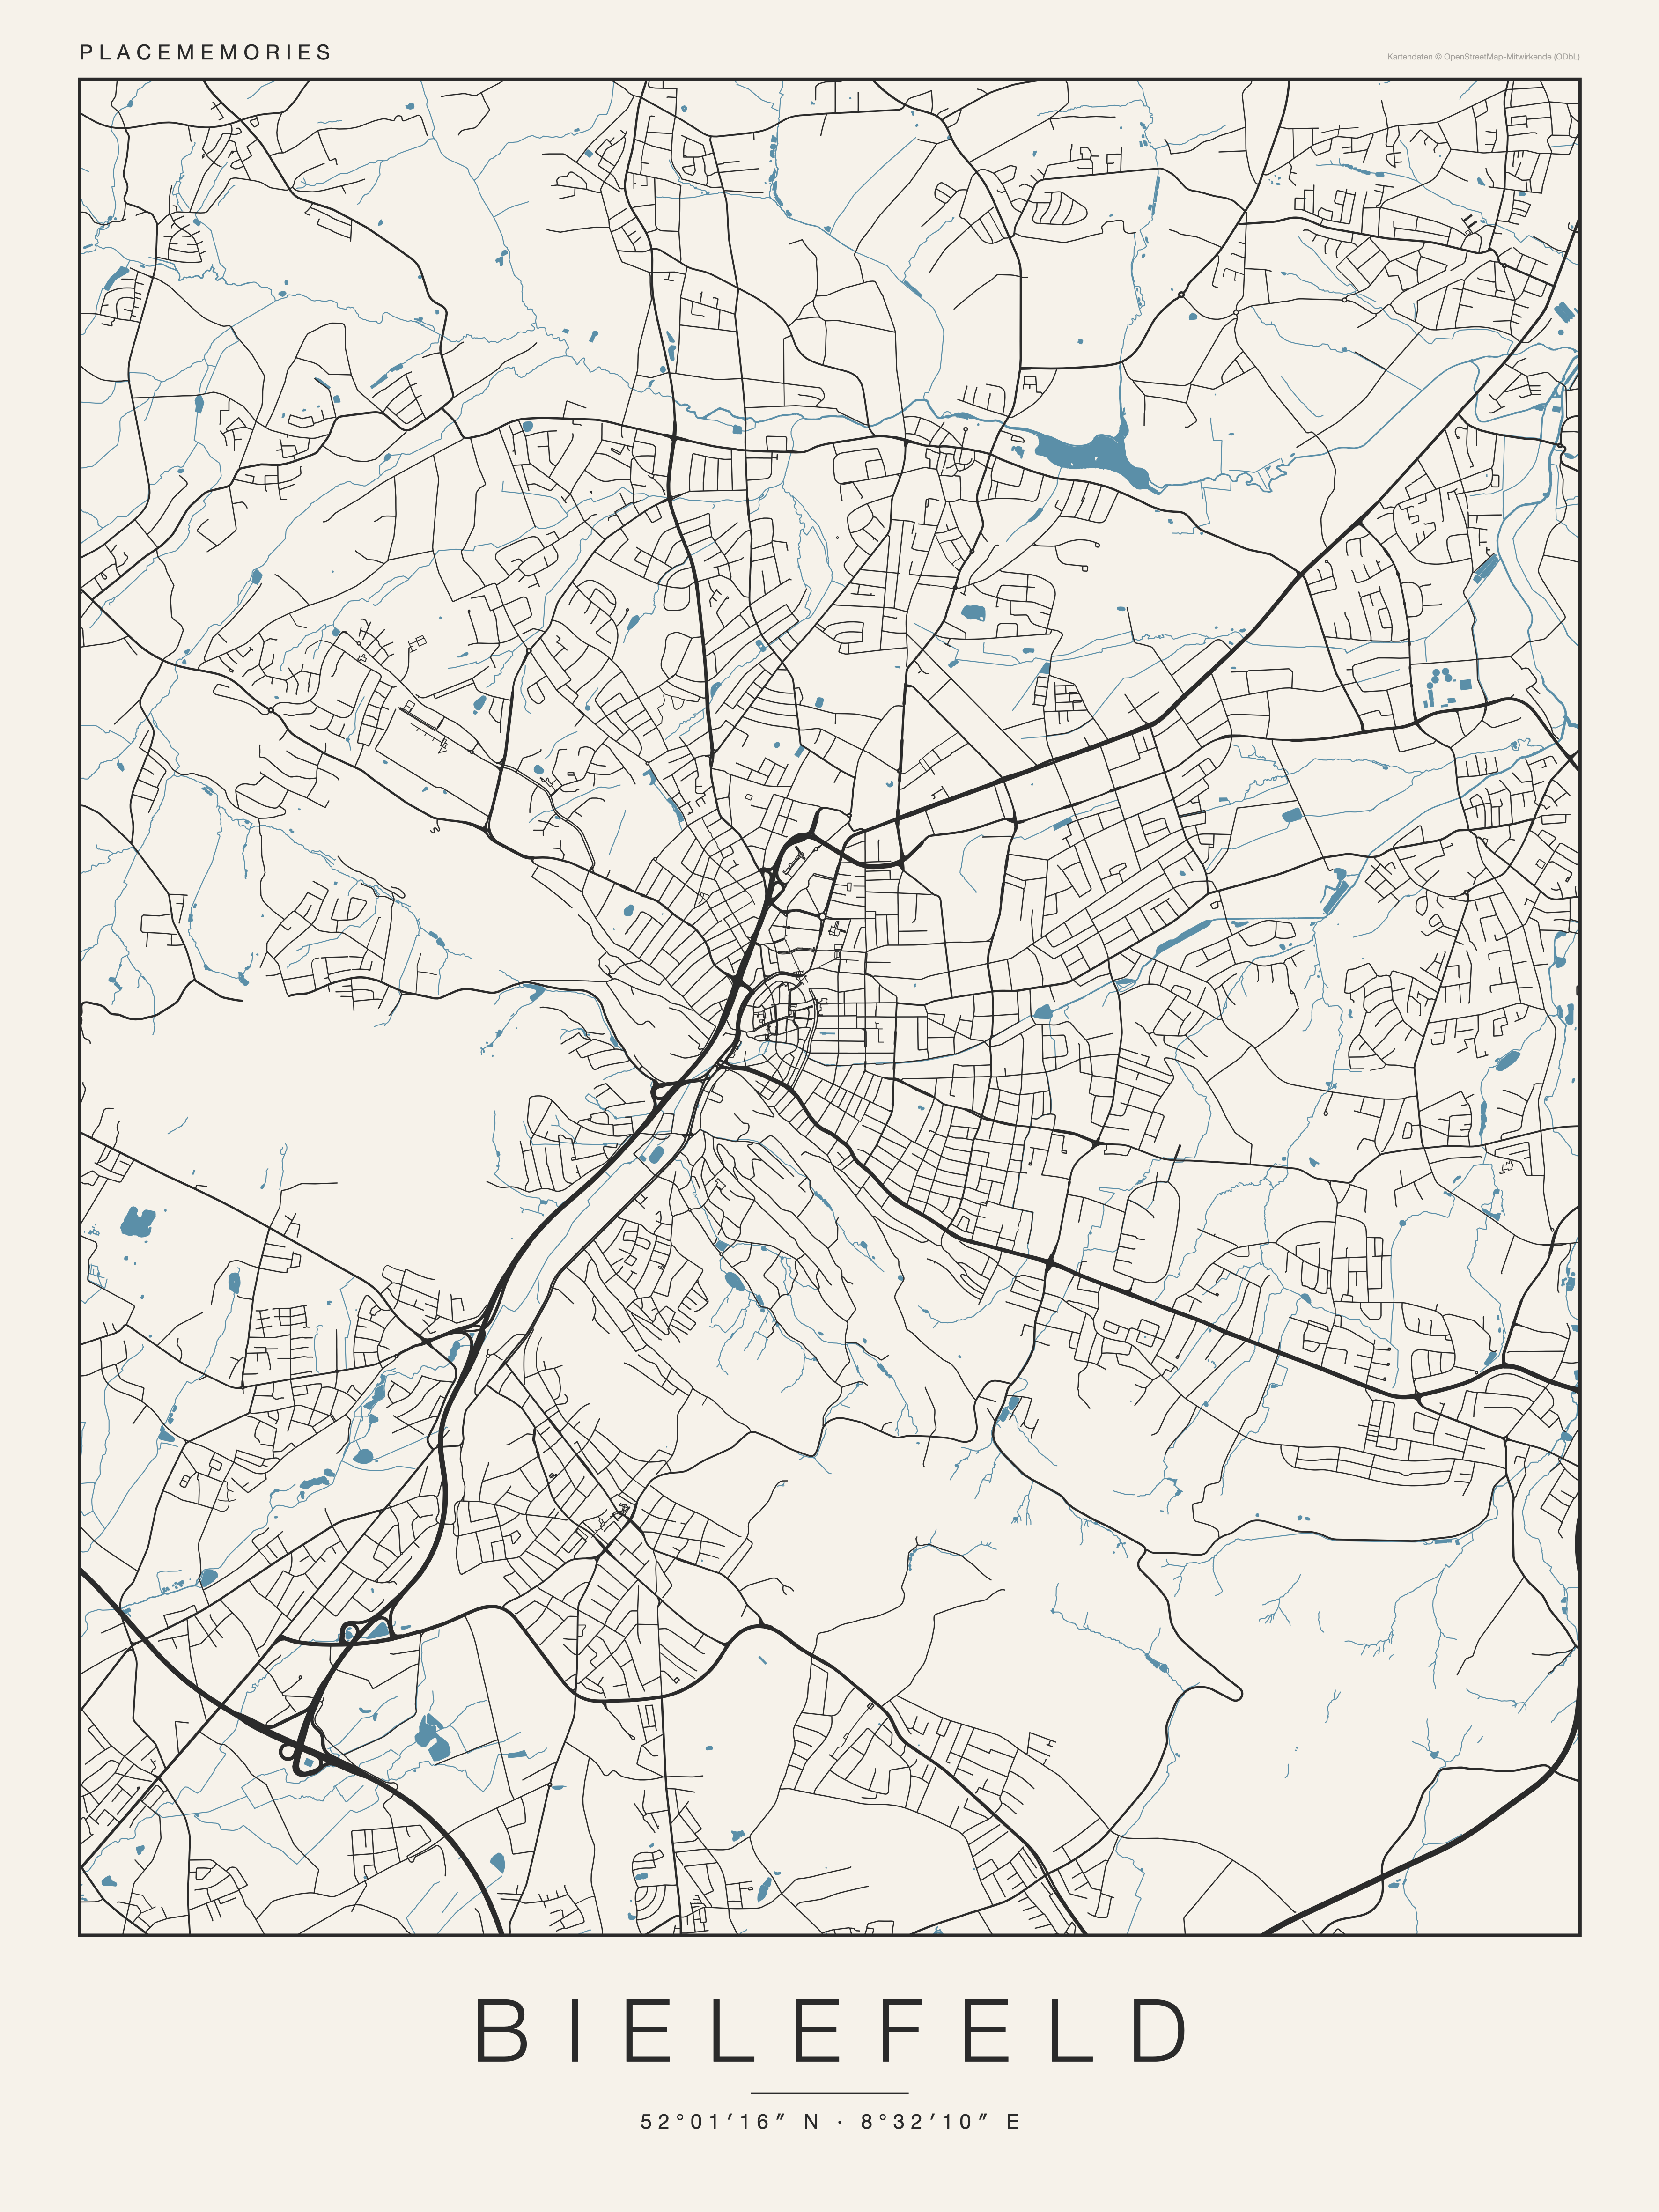 PLACEMEMORIES
Kartendaten © OpenStreetMap-Mitwirkende (ODbL)
BIELEFELD
52°01′16″ N · 8°32′10″ E